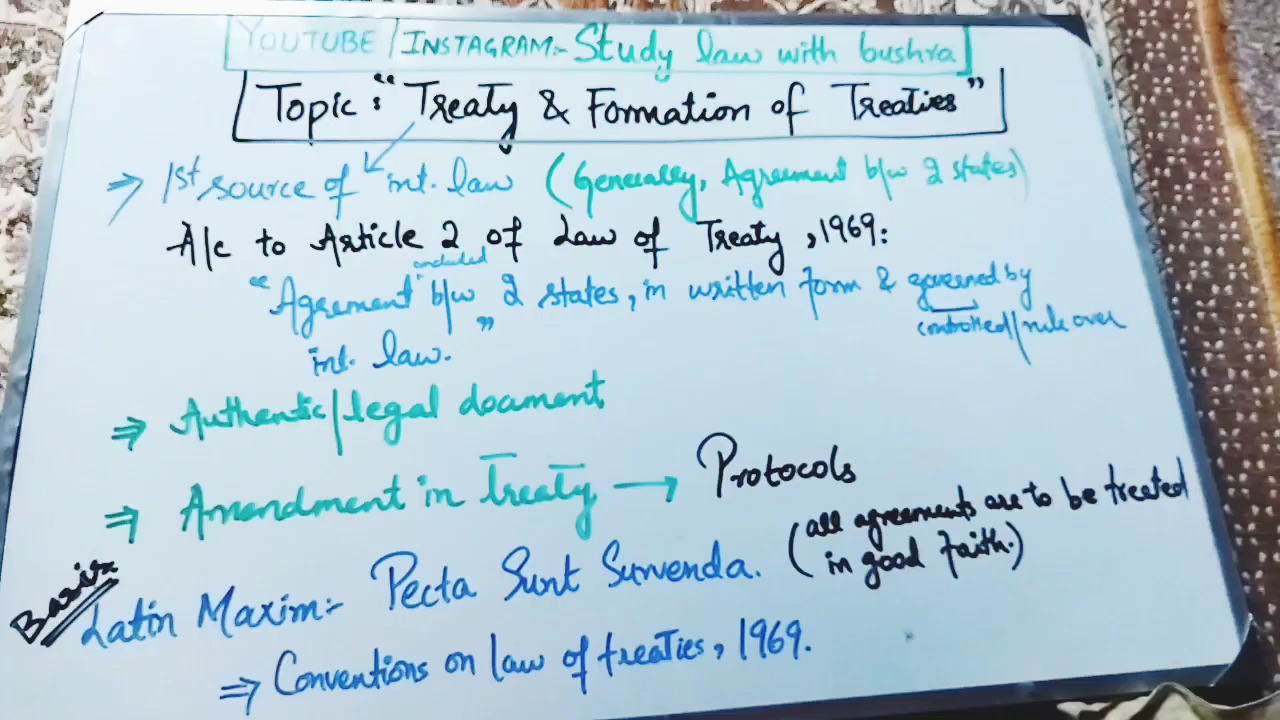 YOUTUBE / INSTAGRAM:- Study law with bushra
Topic: "Treaty & Formation of Treaties"
⇒ 1st source of int. law (Generally, Agreement b/w 2 states)
A/c to Article 2 of Law of Treaty, 1969:
concluded
"Agreement b/w 2 states, in written form & governed by
controlled/rule over
int. law."
⇒ Authentic/legal document
⇒ Amendment in Treaty → Protocols
Latin Maxim:- Pecta Sunt Survenda. (all agreements are to be treated
in good faith.)
⇒ Conventions on law of treaties, 1969.